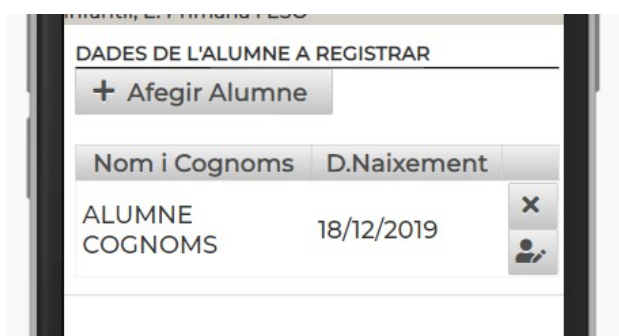 DADES DE L'ALUMNE A REGISTRAR
+ Afegir Alumne
Nom i Cognoms D.Naixement
ALUMNE
COGNOMS
18/12/2019